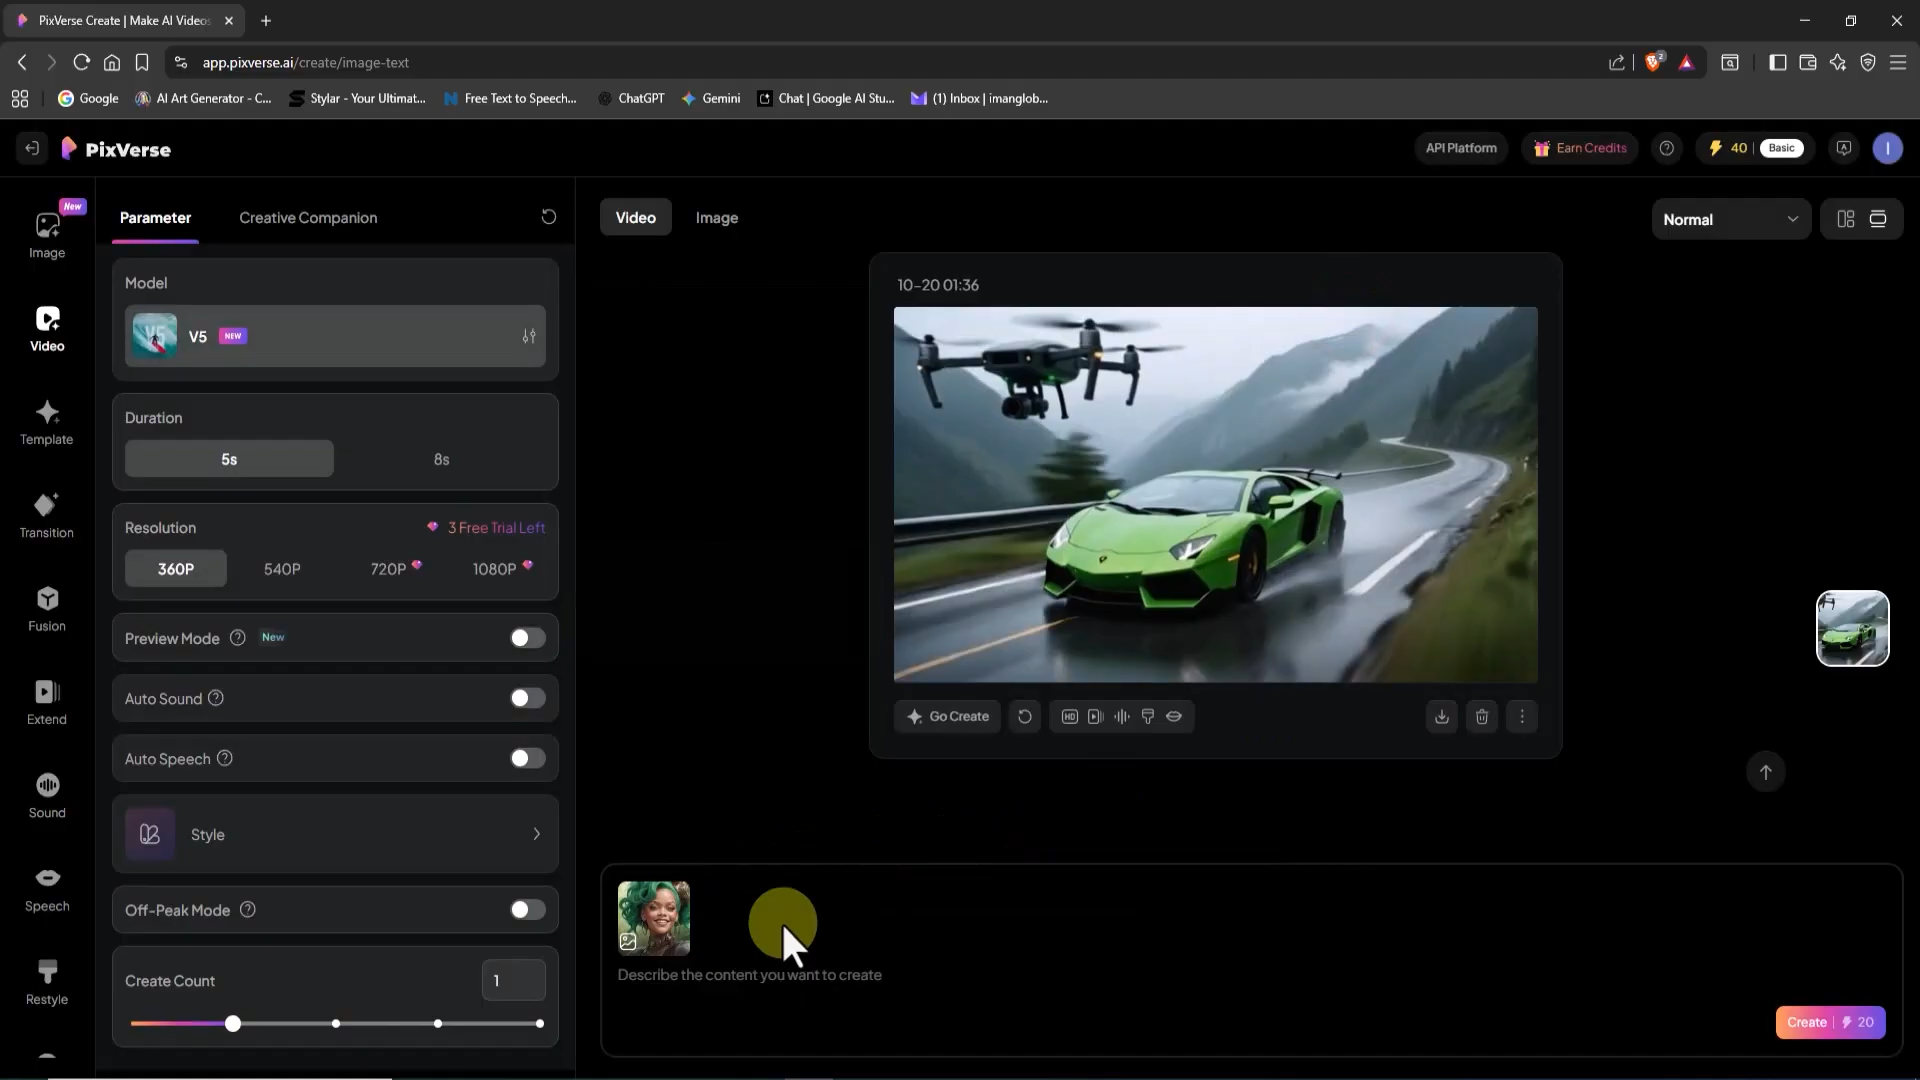 PixVerse Create | Make AI Videos
app.pixverse.ai/create/image-text
Google
AI Art Generator - C...
Stylar - Your Ultimat...
Free Text to Speech...
ChatGPT
Gemini
Chat | Google AI Stu...
(1) Inbox | imanglob...
2
PixVerse
API Platform
Earn Credits
40
Basic
I
New
Image
Video
Template
Transition
Fusion
Extend
Sound
Speech
Restyle
Parameter
Creative Companion
Model
V5
V5
NEW
Duration
5s
8s
Resolution
3 Free Trial Left
360P
540P
720P
1080P
Preview Mode
New
Auto Sound
Auto Speech
Style
Off-Peak Mode
Create Count
1
Video
Image
Normal
10-20 01:36
Go Create
HD
Describe the content you want to create
Create | 20